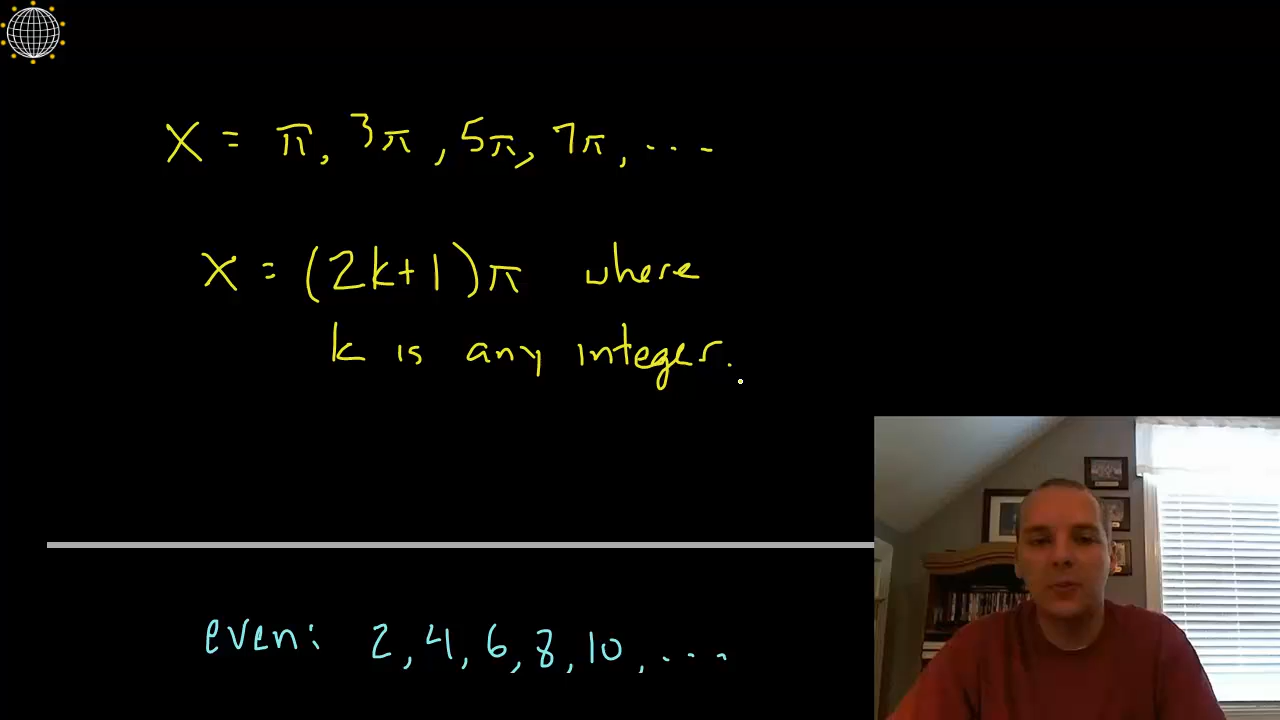 x = π, 3π, 5π, 7π, ...
x = (2k+1)π where
k is any integer.
even: 2, 4, 6, 8, 10, ...